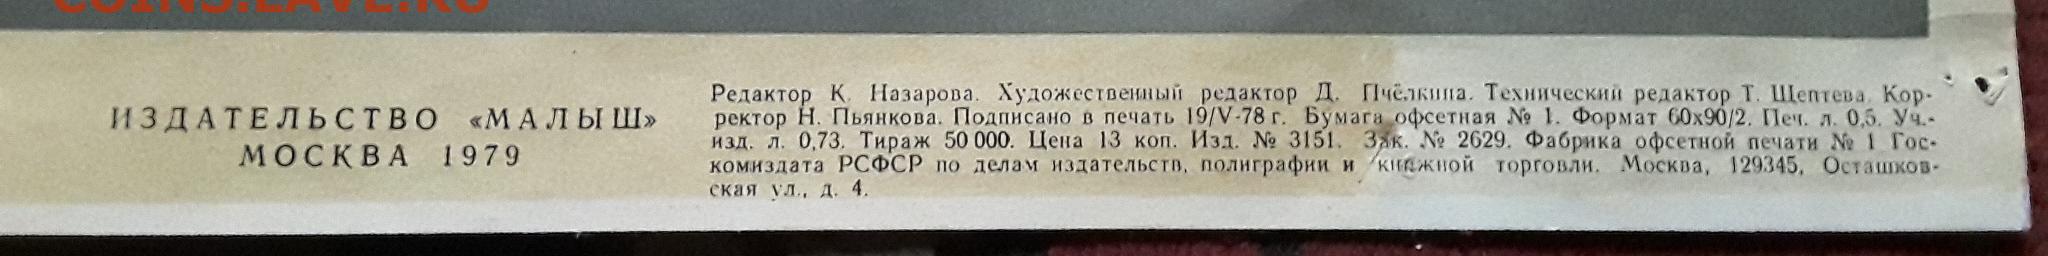 COINS.LAVE.RU
ИЗДАТЕЛЬСТВО «МАЛЫШ»
МОСКВА 1979
Редактор К. Назарова. Художественный редактор Д. Пчёлкина. Технический редактор Т. Щептева. Кор-
ректор Н. Пьянкова. Подписано в печать 19/V-78 г. Бумага офсетная № 1. Формат 60х90/2. Печ. л. 0,5. Уч.-
изд. л. 0,73. Тираж 50 000. Цена 13 коп. Изд. № 3151. Зак. № 2629. Фабрика офсетной печати № 1 Гос-
комиздата РСФСР по делам издательств, полиграфии и книжной торговли. Москва, 129345, Осташков-
ская ул., д. 4.